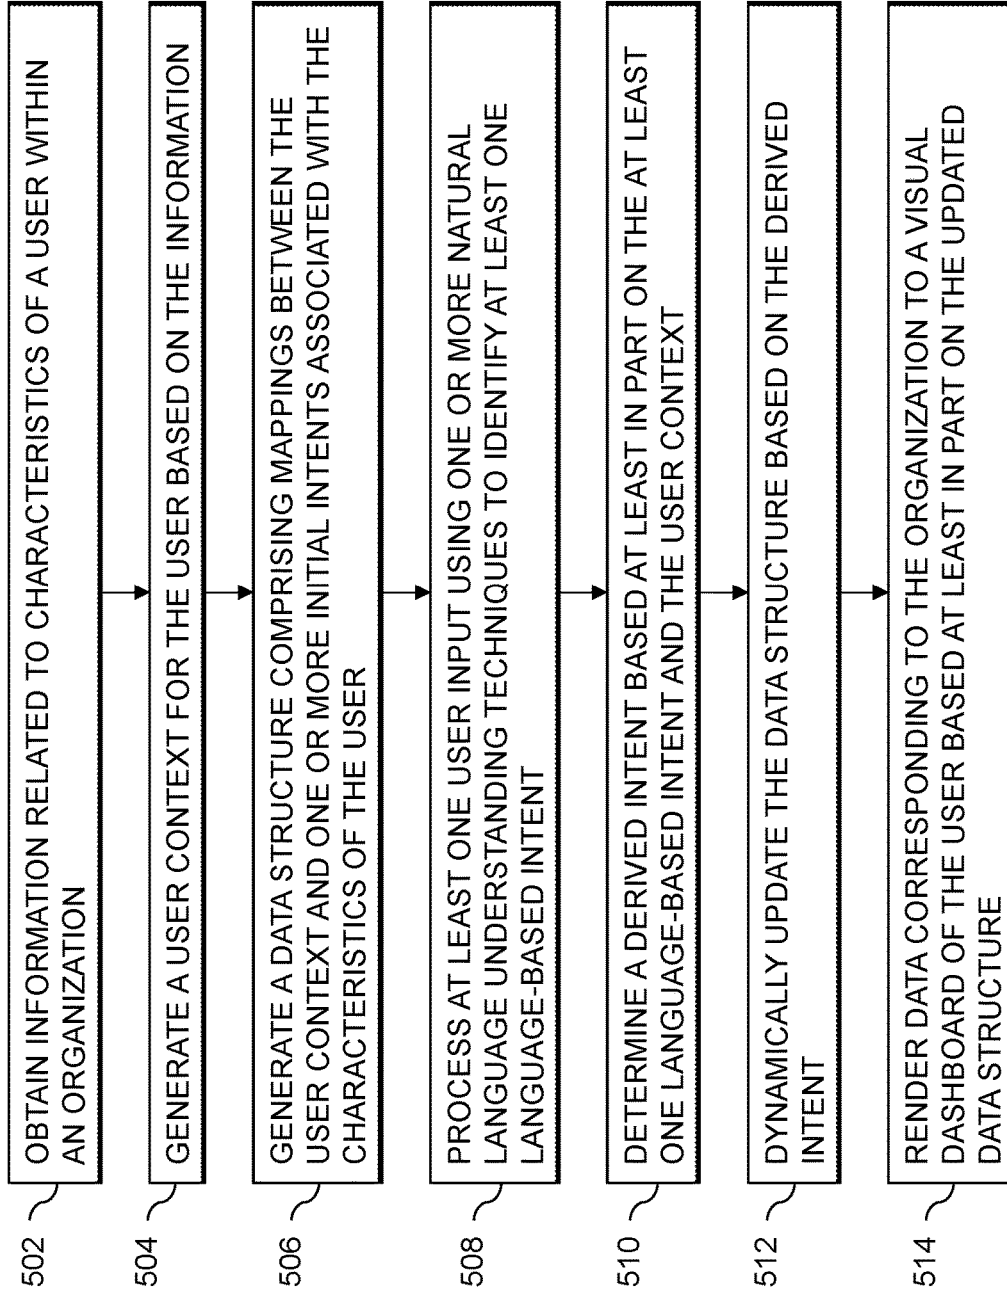 502
OBTAIN INFORMATION RELATED TO CHARACTERISTICS OF A USER WITHIN
AN ORGANIZATION
504
GENERATE A USER CONTEXT FOR THE USER BASED ON THE INFORMATION
506
GENERATE A DATA STRUCTURE COMPRISING MAPPINGS BETWEEN THE
USER CONTEXT AND ONE OR MORE INITIAL INTENTS ASSOCIATED WITH THE
CHARACTERISTICS OF THE USER
508
PROCESS AT LEAST ONE USER INPUT USING ONE OR MORE NATURAL
LANGUAGE UNDERSTANDING TECHNIQUES TO IDENTIFY AT LEAST ONE
LANGUAGE-BASED INTENT
510
DETERMINE A DERIVED INTENT BASED AT LEAST IN PART ON THE AT LEAST
ONE LANGUAGE-BASED INTENT AND THE USER CONTEXT
512
DYNAMICALLY UPDATE THE DATA STRUCTURE BASED ON THE DERIVED
INTENT
514
RENDER DATA CORRESPONDING TO THE ORGANIZATION TO A VISUAL
DASHBOARD OF THE USER BASED AT LEAST IN PART ON THE UPDATED
DATA STRUCTURE